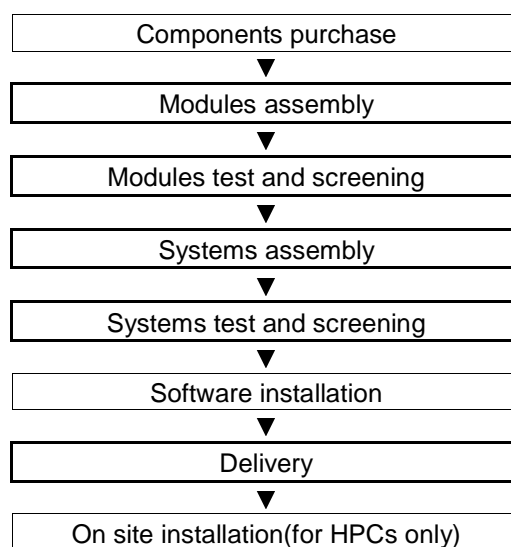 Components purchase
Modules assembly
Modules test and screening
Systems assembly
Systems test and screening
Software installation
Delivery
On site installation(for HPCs only)